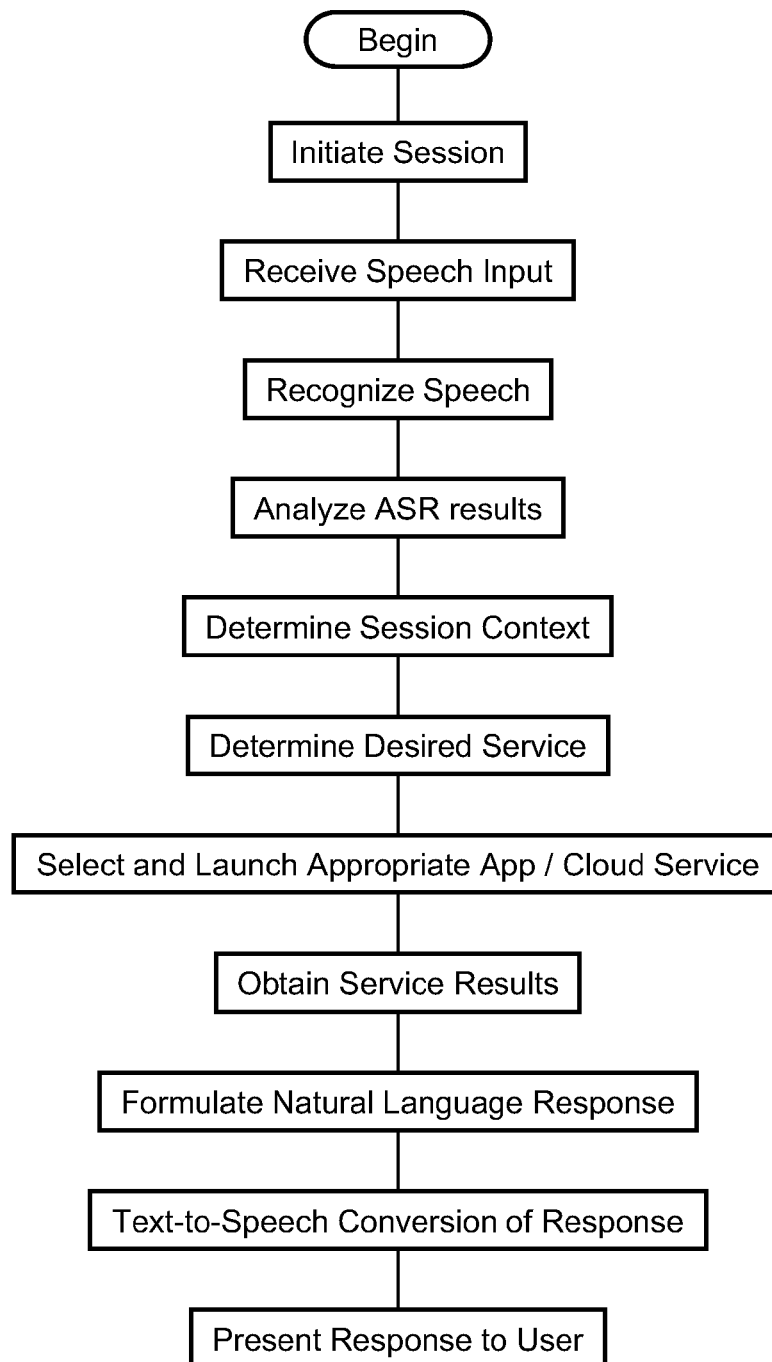 Begin
Initiate Session
Receive Speech Input
Recognize Speech
Analyze ASR results
Determine Session Context
Determine Desired Service
Select and Launch Appropriate App / Cloud Service
Obtain Service Results
Formulate Natural Language Response
Text-to-Speech Conversion of Response
Present Response to User